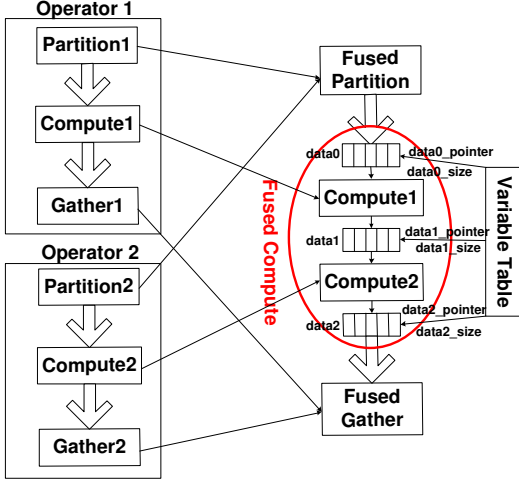 Operator 1
Partition1
Compute1
Gather1
Operator 2
Partition2
Compute2
Gather2
Fused
Partition
data0
data0_pointer
data0_size
Compute1
data1
data1_pointer
data1_size
Compute2
data2
data2_pointer
data2_size
Fused
Gather
Fused Compute
Variable Table